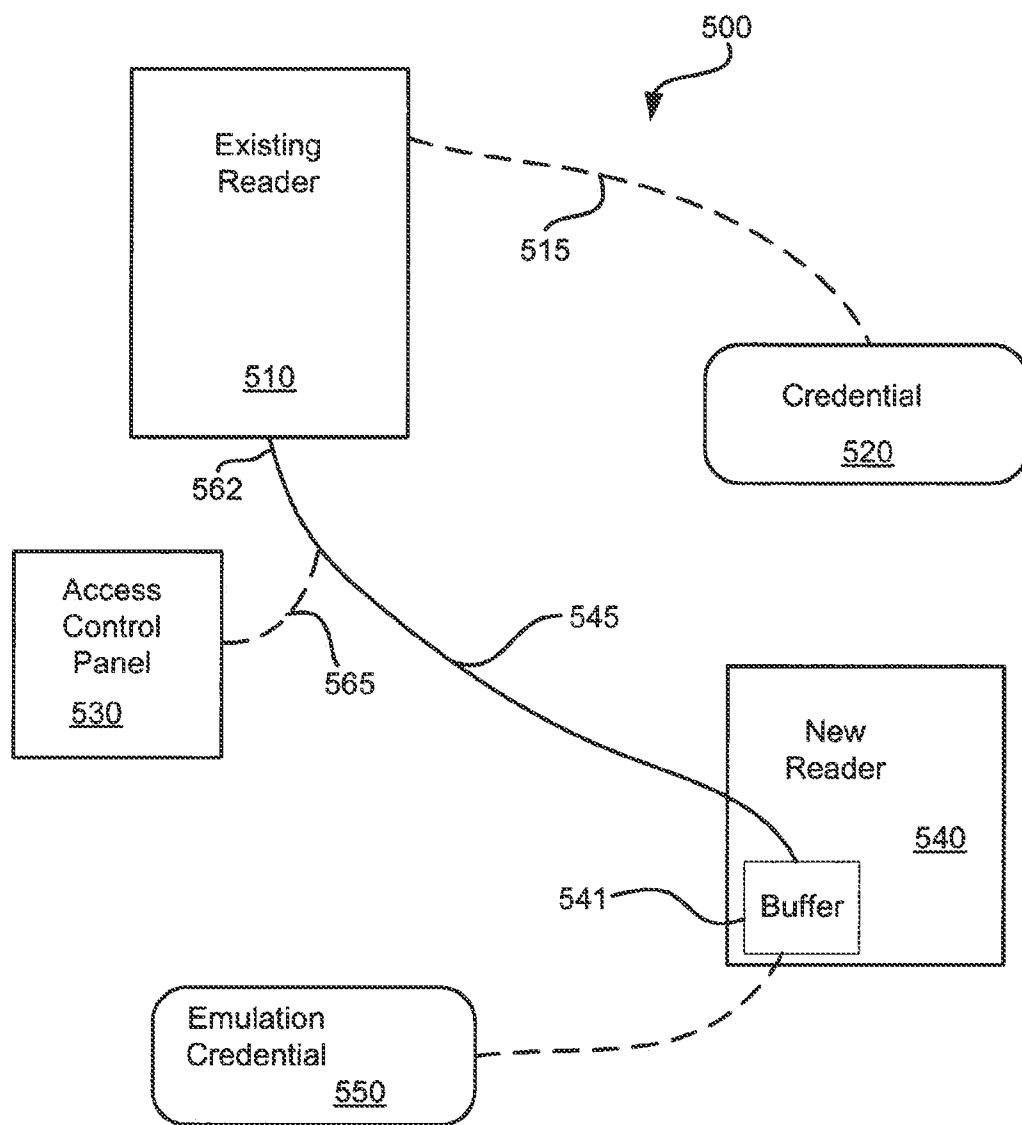 500
Existing
Reader
510
515
Credential
520
562
Access
Control
Panel
530
565
545
New
Reader
540
541
Buffer
Emulation
Credential
550